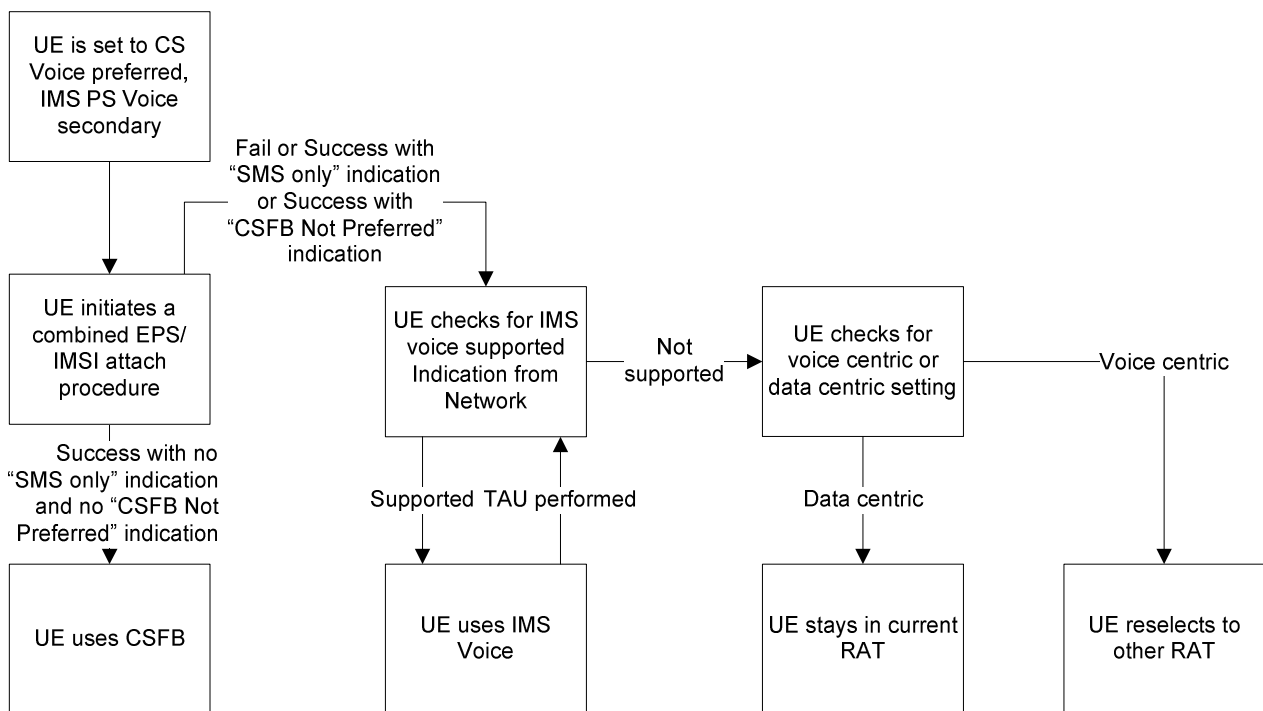 UE is set to CS
Voice preferred,
IMS PS Voice
secondary
Fail or Success with
“SMS only” indication
or Success with
“CSFB Not Preferred”
indication
UE initiates a
combined EPS/
IMSI attach
procedure
UE checks for IMS
voice supported
Indication from
Network
Not
supported
UE checks for
voice centric or
data centric setting
Voice centric
Success with no
“SMS only” indication
and no “CSFB Not
Preferred” indication
Supported
TAU performed
Data centric
UE uses CSFB
UE uses IMS
Voice
UE stays in current
RAT
UE reselects to
other RAT